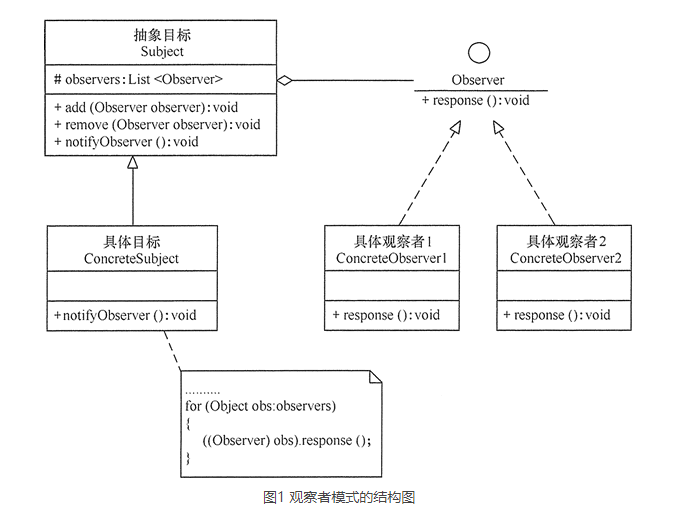 抽象目标
Subject
# observers:List <Observer>
+ add (Observer observer):void
+ remove (Observer observer):void
+ notifyObserver ():void
Observer
+ response ():void
具体目标
ConcreteSubject
+notifyObserver ():void
具体观察者1
ConcreteObserver1
+ response ():void
具体观察者2
ConcreteObserver2
+ response ():void
..........
for (Object obs:observers)
{
((Observer) obs).response ();
}
图1 观察者模式的结构图